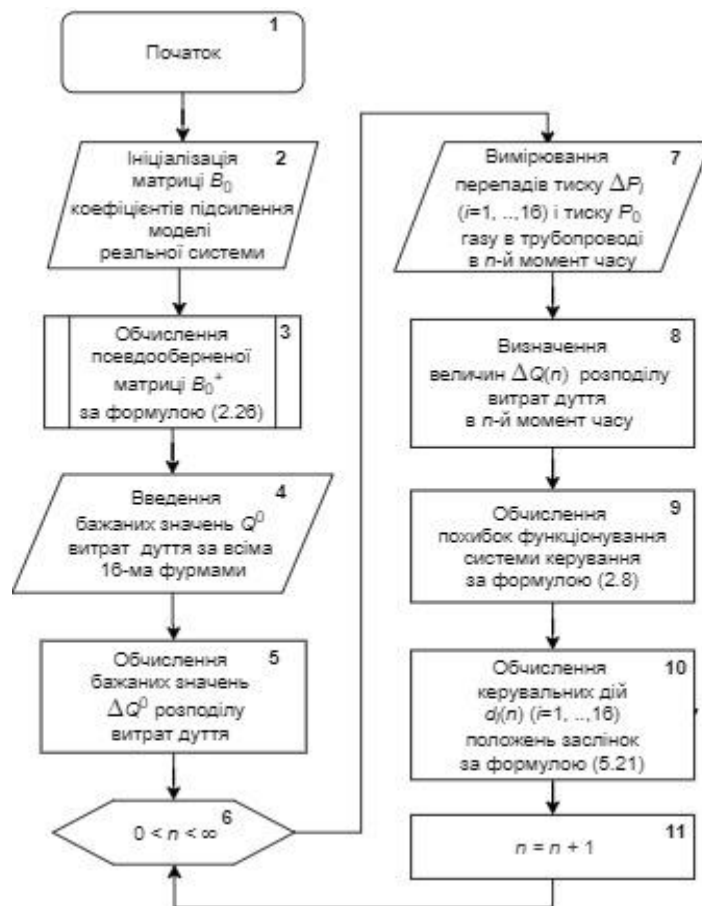 1
Початок
Ініціалізація 2
матриці B₀
коефіцієнтів підсилення
моделі
реальної системи
Обчислення 3
псевдооберненої
матриці B₀⁺
за формулою (2.26)
Введення 4
бажаних значень Q⁰
витрат дуття за всіма
16-ма фурмами
Обчислення 5
бажаних значень
ΔQ⁰ розподілу
витрат дуття
6
0 < n < ∞
Вимірювання 7
перепадів тиску ΔPᵢ
(i=1, ..,16) і тиску P₀
газу в трубопроводі
в n-й момент часу
8
Визначення
величин ΔQ(n) розподілу
витрат дуття
в n-й момент часу
Обчислення 9
похибок функціонування
системи керування
за формулою (2.8)
Обчислення 10
керувальних дій
dᵢ(n) (i=1, ..,16)
положень заслінок
за формулою (5.21)
11
n = n + 1